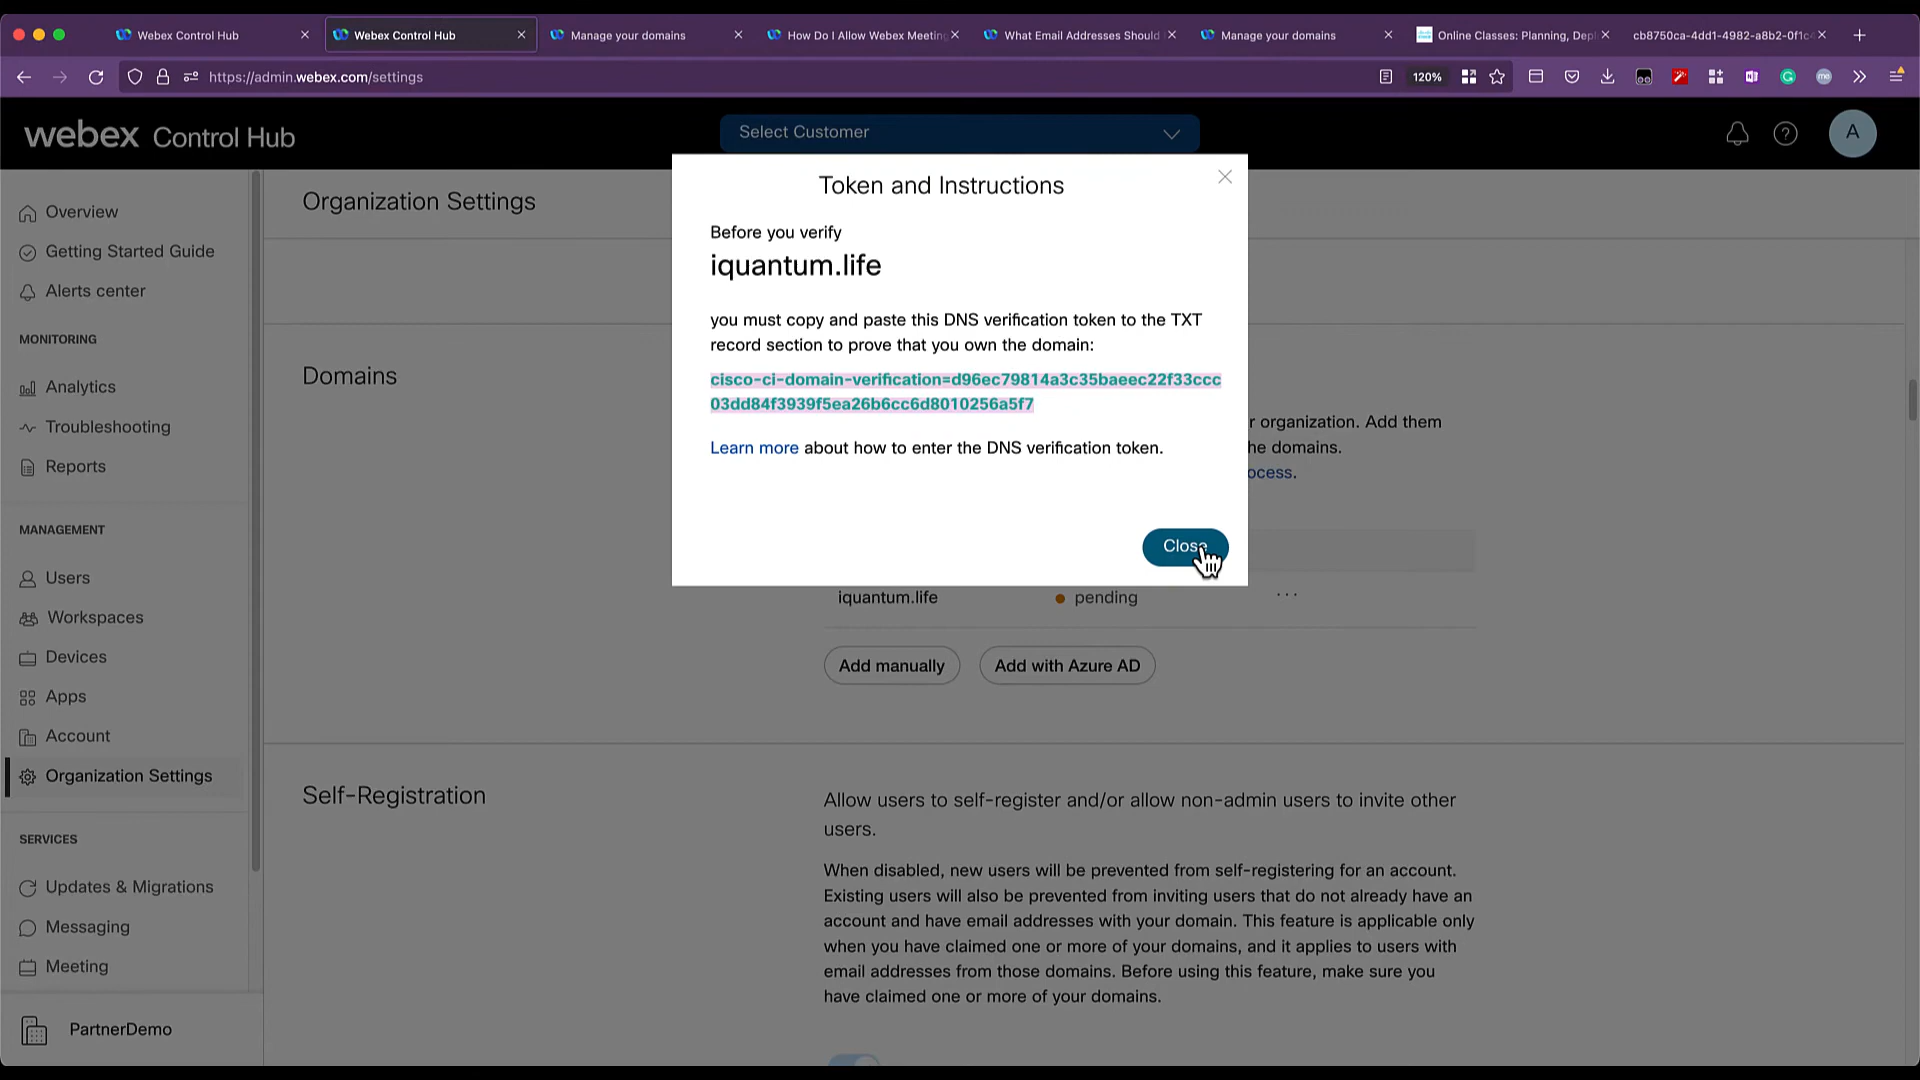 Webex Control Hub
Webex Control Hub
Manage your domains
How Do I Allow Webex Meeting
What Email Addresses Should
Manage your domains
Online Classes: Planning, Dep
cb8750ca-4dd1-4982-a8b2-0f1c
https://admin.webex.com/settings
120%
webex Control Hub
Select Customer
A
Overview
Getting Started Guide
Alerts center
MONITORING
Analytics
Troubleshooting
Reports
MANAGEMENT
Users
Workspaces
Devices
Apps
Account
Organization Settings
SERVICES
Updates & Migrations
Messaging
Meeting
PartnerDemo
Organization Settings
Domains
Token and Instructions
Before you verify
iquantum.life
you must copy and paste this DNS verification token to the TXT
record section to prove that you own the domain:
cisco-ci-domain-verification=d96ec79814a3c35baeec22f33ccc
03dd84f3939f5ea26b6cc6d8010256a5f7
Learn more about how to enter the DNS verification token.
Close
r organization. Add them
he domains.
ocess.
iquantum.life
pending
...
Add manually
Add with Azure AD
Self-Registration
Allow users to self-register and/or allow non-admin users to invite other
users.
When disabled, new users will be prevented from self-registering for an account.
Existing users will also be prevented from inviting users that do not already have an
account and have email addresses with your domain. This feature is applicable only
when you have claimed one or more of your domains, and it applies to users with
email addresses from those domains. Before using this feature, make sure you
have claimed one or more of your domains.